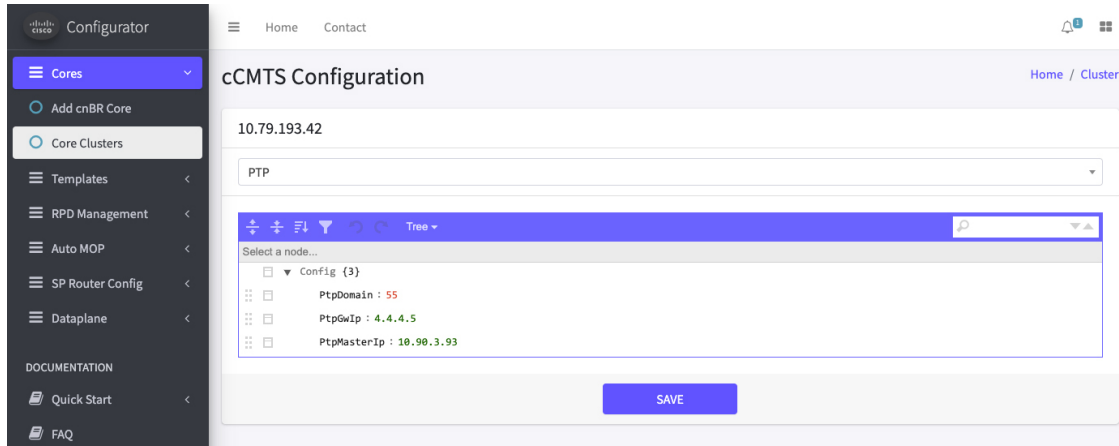 cisco Configurator
Home Contact
1
Cores
Add cnBR Core
Core Clusters
Templates
RPD Management
Auto MOP
SP Router Config
Dataplane
DOCUMENTATION
Quick Start
FAQ
cCMTS Configuration
Home / Cluster
10.79.193.42
PTP
Tree
Select a node...
Config {3}
PtpDomain : 55
PtpGwIp : 4.4.4.5
PtpMasterIp : 10.90.3.93
SAVE